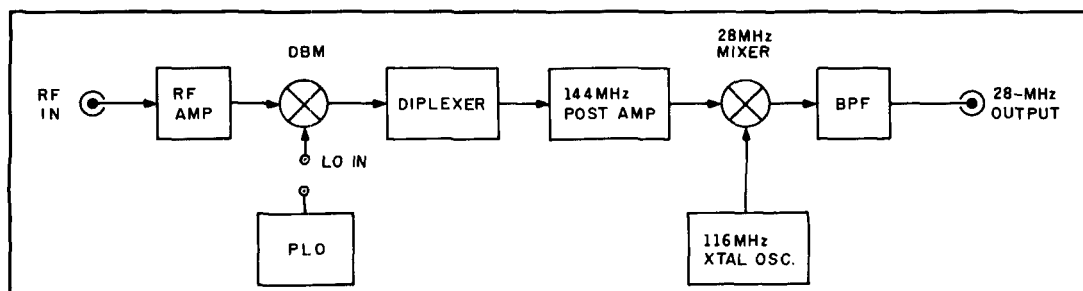 RF
IN
RF
AMP
DBM
LO IN
PLO
DIPLEXER
144MHz
POST AMP
28MHz
MIXER
116MHz
XTAL OSC.
BPF
28-MHz
OUTPUT